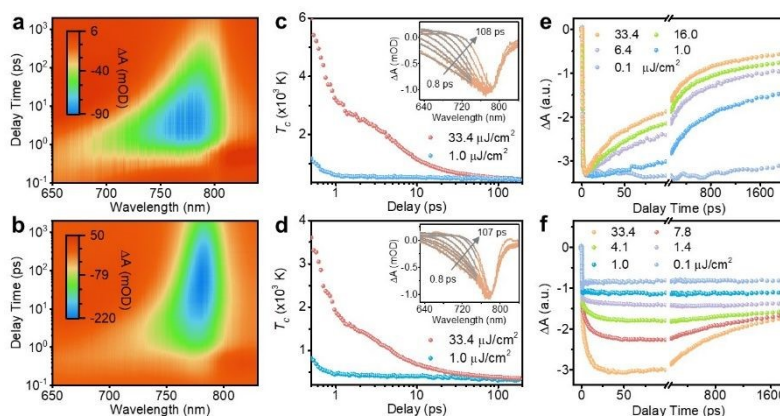 a
6
-40
-90
ΔA (mOD)
Delay Time (ps)
10³
10²
10¹
10⁰
10⁻¹
650
700
750
800
Wavelength (nm)
b
50
-79
-220
ΔA (mOD)
Delay Time (ps)
10³
10²
10¹
10⁰
10⁻¹
650
700
750
800
Wavelength (nm)
c
6
4
2
Tc (x10³ K)
1
10
100
Delay (ps)
33.4 μJ/cm²
1.0 μJ/cm²
108 ps
0.8 ps
ΔA (mOD)
0.0
-0.5
-1.0
640
720
800
Wavelength (nm)
d
4
3
2
1
0
Tc (x10³ K)
1
10
100
Delay (ps)
33.4 μJ/cm²
1.0 μJ/cm²
107 ps
0.8 ps
ΔA (mOD)
0.0
-0.5
-1.0
640
720
800
Wavelength (nm)
e
33.4
16.0
6.4
1.0
0.1 μJ/cm²
0
-1
-2
-3
ΔA (a.u.)
0
50
800
1600
Dalay Time (ps)
f
33.4
7.8
4.1
1.4
1.0
0.1 μJ/cm²
0
-1
-2
-3
ΔA (a.u.)
0
50
800
1600
Dalay Time (ps)